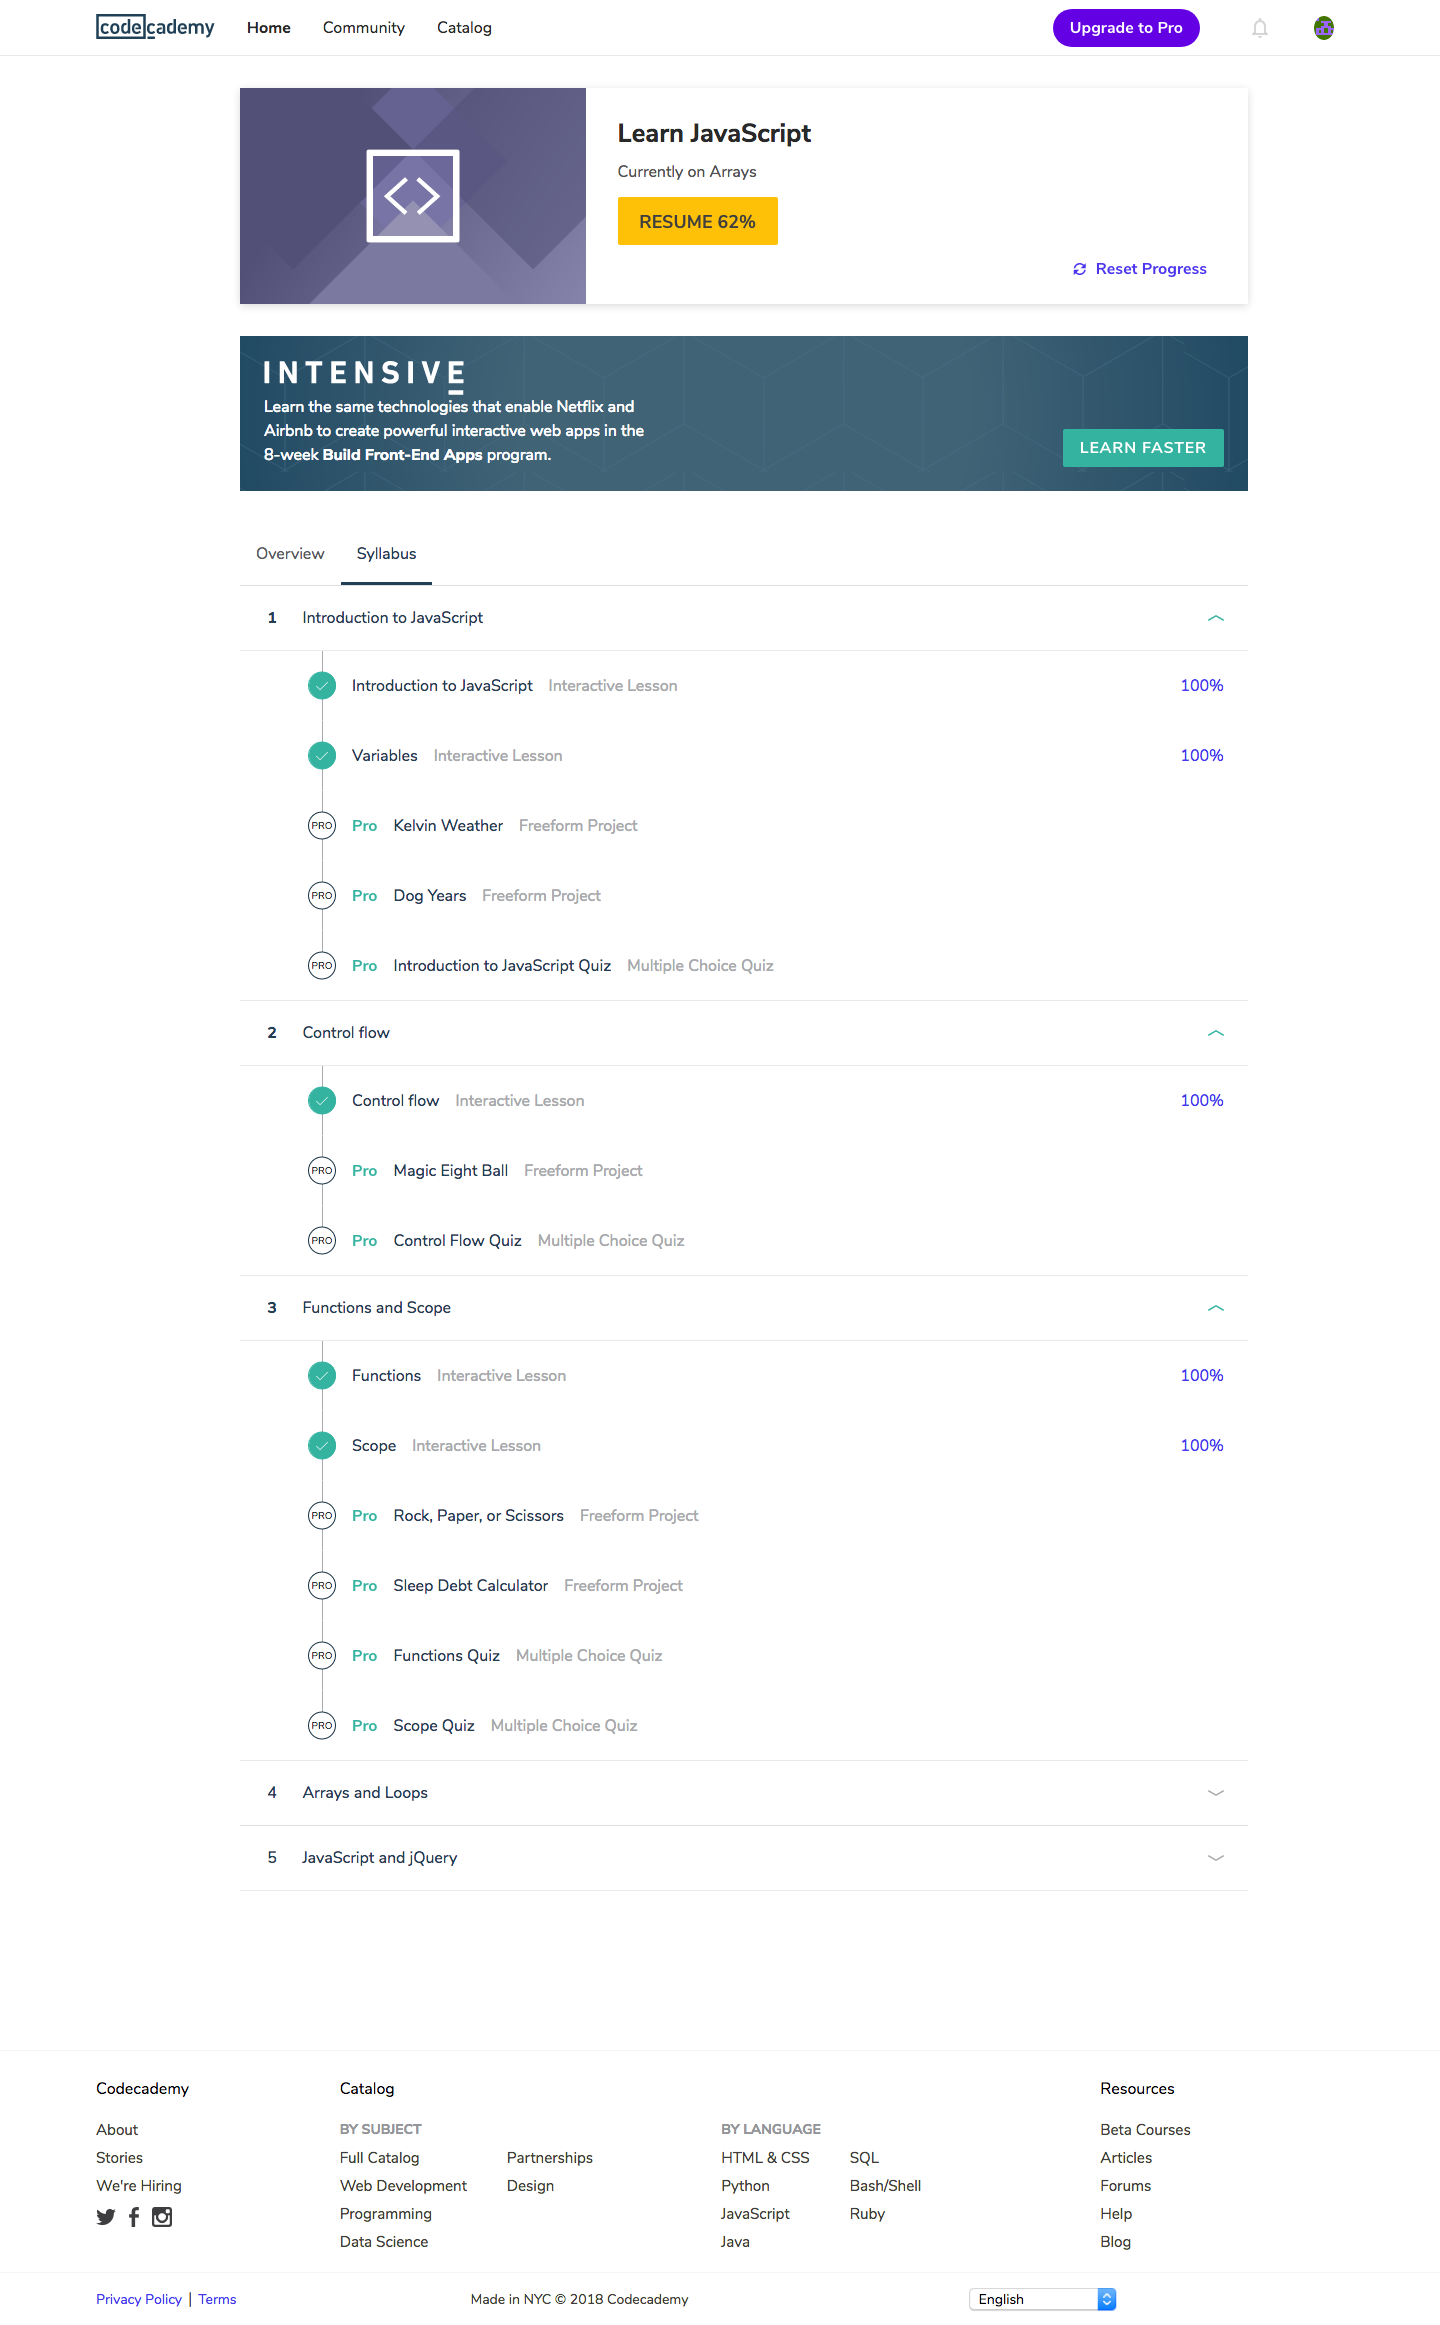 codecademy Home Community Catalog Upgrade to Pro
Learn JavaScript
Currently on Arrays
RESUME 62%
Reset Progress
INTENSIVE
Learn the same technologies that enable Netflix and
Airbnb to create powerful interactive web apps in the
8-week Build Front-End Apps program.
LEARN FASTER
Overview Syllabus
1 Introduction to JavaScript
Introduction to JavaScript Interactive Lesson 100%
Variables Interactive Lesson 100%
PRO Pro Kelvin Weather Freeform Project
PRO Pro Dog Years Freeform Project
PRO Pro Introduction to JavaScript Quiz Multiple Choice Quiz
2 Control flow
Control flow Interactive Lesson 100%
PRO Pro Magic Eight Ball Freeform Project
PRO Pro Control Flow Quiz Multiple Choice Quiz
3 Functions and Scope
Functions Interactive Lesson 100%
Scope Interactive Lesson 100%
PRO Pro Rock, Paper, or Scissors Freeform Project
PRO Pro Sleep Debt Calculator Freeform Project
PRO Pro Functions Quiz Multiple Choice Quiz
PRO Pro Scope Quiz Multiple Choice Quiz
4 Arrays and Loops
5 JavaScript and jQuery
Codecademy
About
Stories
We're Hiring
Catalog
BY SUBJECT
Full Catalog
Web Development
Programming
Data Science
Partnerships
Design
BY LANGUAGE
HTML & CSS
Python
JavaScript
Java
SQL
Bash/Shell
Ruby
Resources
Beta Courses
Articles
Forums
Help
Blog
Privacy Policy | Terms
Made in NYC © 2018 Codecademy
English